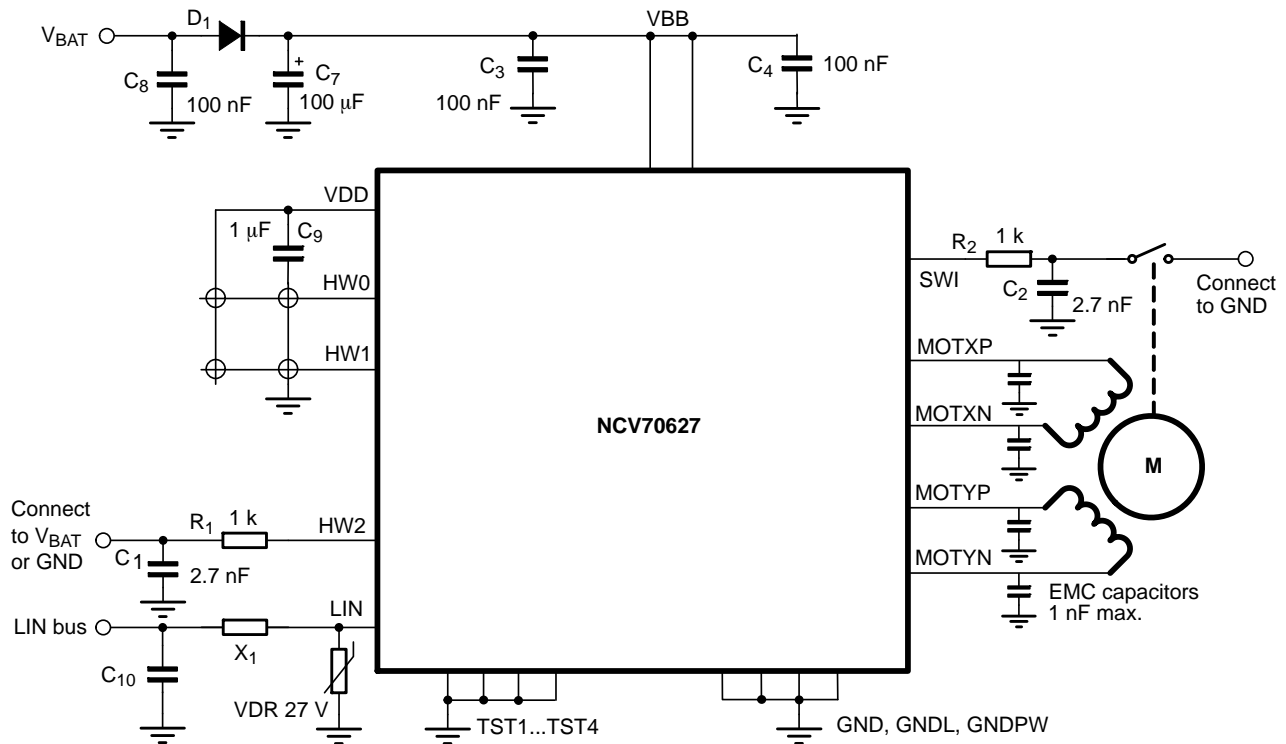 D1
VBB
VBAT
C8
100 nF
+
C7
100 μF
C3
100 nF
C4
100 nF
VDD
1 μF
C9
HW0
HW1
NCV70627
R2
1 k
SWI
C2
2.7 nF
Connect
to GND
MOTXP
MOTXN
M
MOTYP
MOTYN
EMC capacitors
1 nF max.
Connect
to VBAT
or GND
R1
1 k
HW2
C1
2.7 nF
LIN bus
LIN
X1
C10
VDR 27 V
TST1...TST4
GND, GNDL, GNDPW